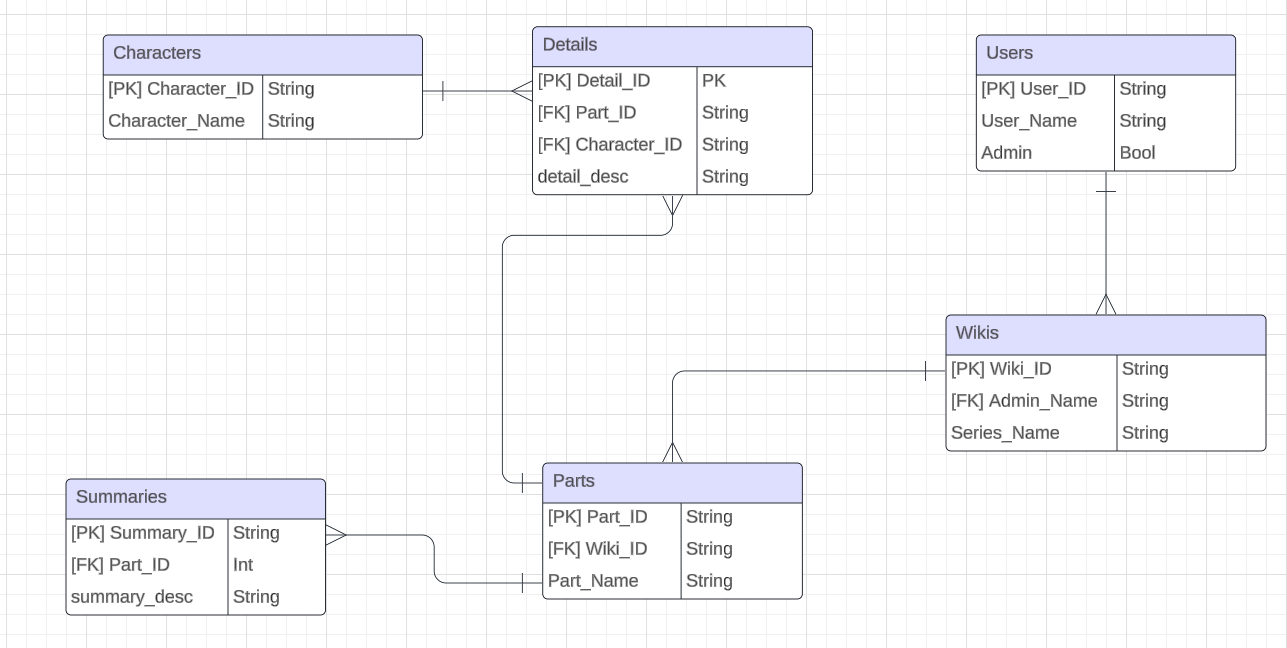 Characters
[PK] Character_ID String
Character_Name String
Details
[PK] Detail_ID PK
[FK] Part_ID String
[FK] Character_ID String
detail_desc String
Users
[PK] User_ID String
User_Name String
Admin Bool
Wikis
[PK] Wiki_ID String
[FK] Admin_Name String
Series_Name String
Summaries
[PK] Summary_ID String
[FK] Part_ID Int
summary_desc String
Parts
[PK] Part_ID String
[FK] Wiki_ID String
Part_Name String